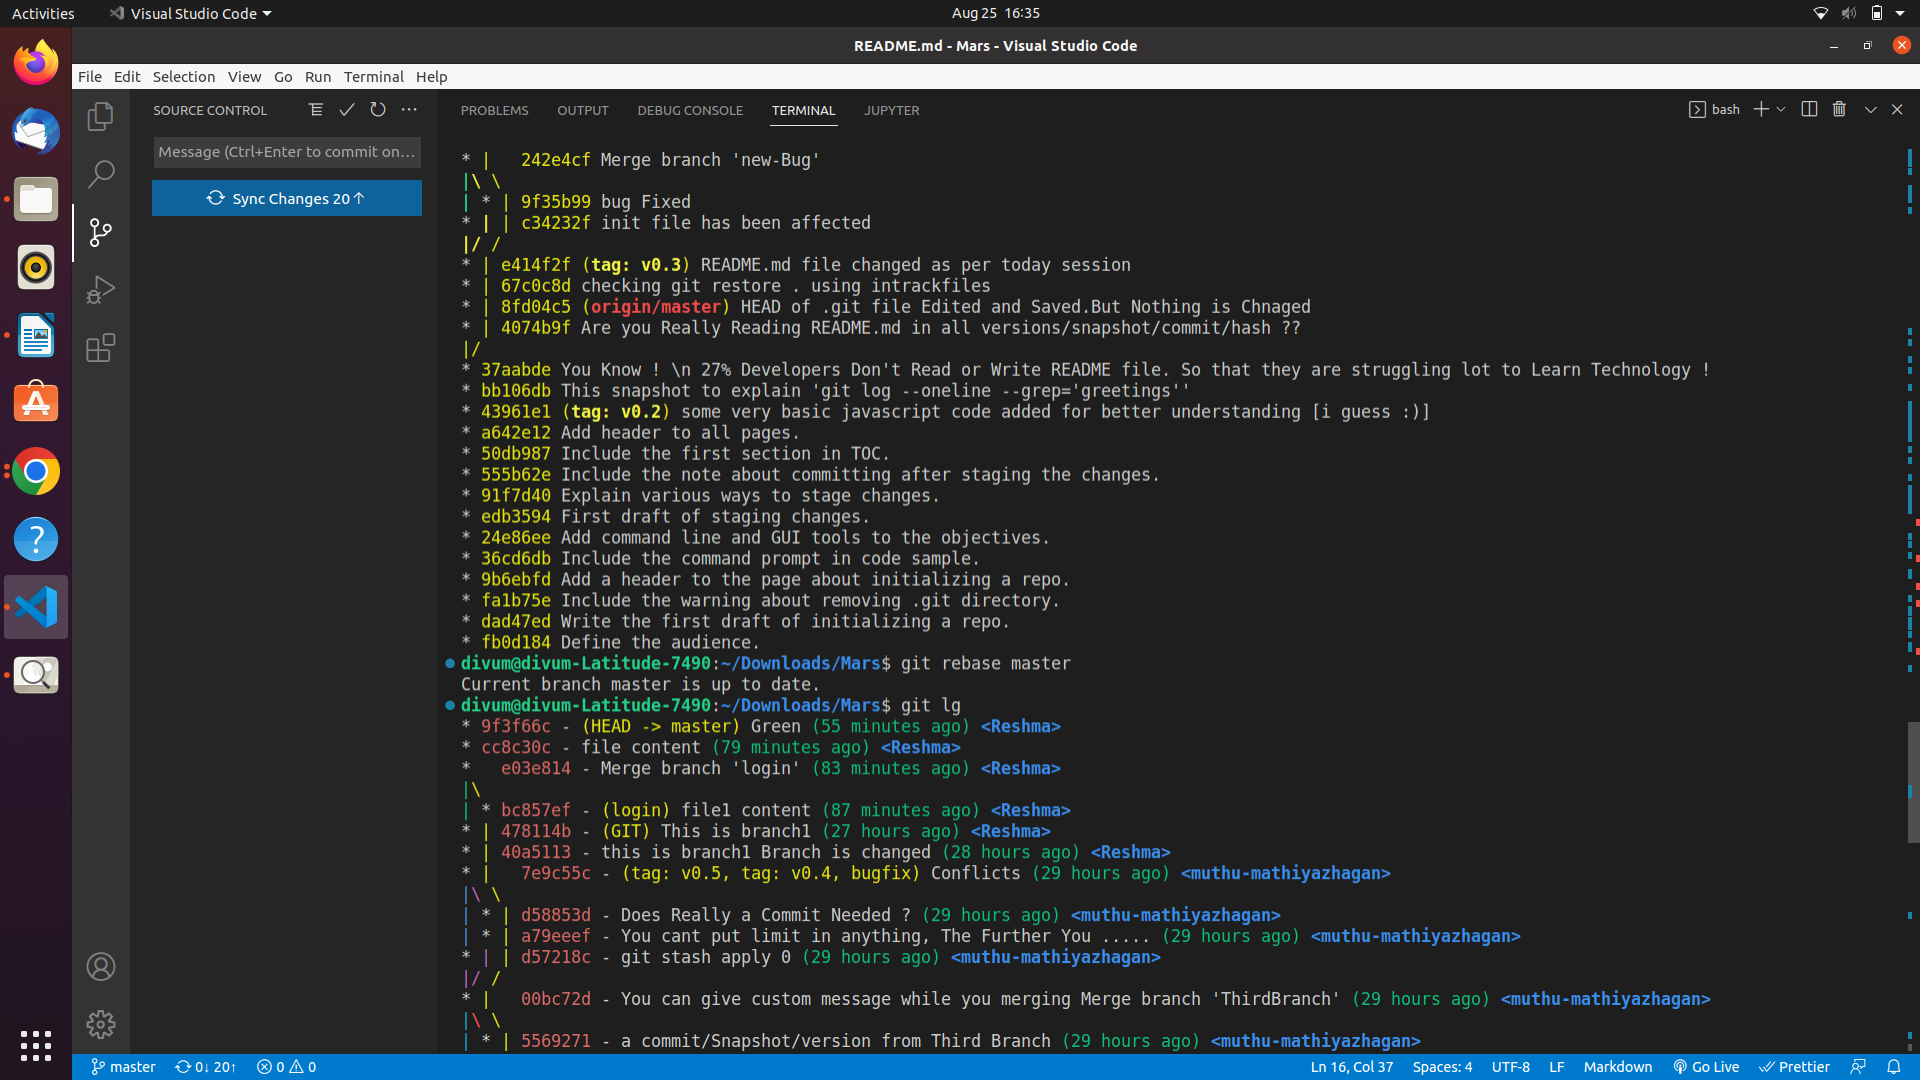 Activities
Visual Studio Code
Aug 25 16:35
README.md - Mars - Visual Studio Code
File Edit Selection View Go Run Terminal Help
SOURCE CONTROL
PROBLEMS OUTPUT DEBUG CONSOLE TERMINAL JUPYTER
bash
Message (Ctrl+Enter to commit on...
Sync Changes 20↑
* |   242e4cf Merge branch 'new-Bug'
|\ \
| * | 9f35b99 bug Fixed
* | | c34232f init file has been affected
|/ /
* | e414f2f (tag: v0.3) README.md file changed as per today session
* | 67c0c8d checking git restore . using intrackfiles
* | 8fd04c5 (origin/master) HEAD of .git file Edited and Saved.But Nothing is Chnaged
* | 4074b9f Are you Really Reading README.md in all versions/snapshot/commit/hash ??
|/
* 37aabde You Know ! \n 27% Developers Don't Read or Write README file. So that they are struggling lot to Learn Technology !
* bb106db This snapshot to explain 'git log --oneline --grep='greetings''
* 43961e1 (tag: v0.2) some very basic javascript code added for better understanding [i guess :)]
* a642e12 Add header to all pages.
* 50db987 Include the first section in TOC.
* 555b62e Include the note about committing after staging the changes.
* 91f7d40 Explain various ways to stage changes.
* edb3594 First draft of staging changes.
* 24e86ee Add command line and GUI tools to the objectives.
* 36cd6db Include the command prompt in code sample.
* 9b6ebfd Add a header to the page about initializing a repo.
* fa1b75e Include the warning about removing .git directory.
* dad47ed Write the first draft of initializing a repo.
* fb0d184 Define the audience.
divum@divum-Latitude-7490:~/Downloads/Mars$ git rebase master
Current branch master is up to date.
divum@divum-Latitude-7490:~/Downloads/Mars$ git lg
* 9f3f66c - (HEAD -> master) Green (55 minutes ago) <Reshma>
* cc8c30c - file content (79 minutes ago) <Reshma>
*   e03e814 - Merge branch 'login' (83 minutes ago) <Reshma>
|\
| * bc857ef - (login) file1 content (87 minutes ago) <Reshma>
* | 478114b - (GIT) This is branch1 (27 hours ago) <Reshma>
* | 40a5113 - this is branch1 Branch is changed (28 hours ago) <Reshma>
* |   7e9c55c - (tag: v0.5, tag: v0.4, bugfix) Conflicts (29 hours ago) <muthu-mathiyazhagan>
|\ \
| * | d58853d - Does Really a Commit Needed ? (29 hours ago) <muthu-mathiyazhagan>
| * | a79eeef - You cant put limit in anything, The Further You ..... (29 hours ago) <muthu-mathiyazhagan>
* | | d57218c - git stash apply 0 (29 hours ago) <muthu-mathiyazhagan>
|/ /
* |   00bc72d - You can give custom message while you merging Merge branch 'ThirdBranch' (29 hours ago) <muthu-mathiyazhagan>
|\ \
| * | 5569271 - a commit/Snapshot/version from Third Branch (29 hours ago) <muthu-mathiyazhagan>
master 0↓ 20↑ 0 0
Ln 16, Col 37 Spaces: 4 UTF-8 LF Markdown Go Live Prettier